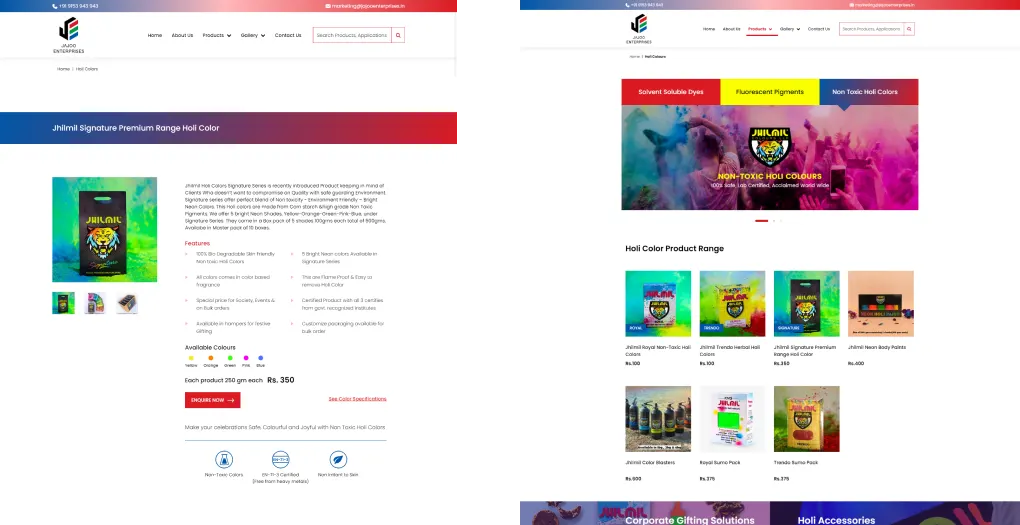 +91 9153 943 943
marketing@jajooenterprises.in
JAJOO
ENTERPRISES
Home
About Us
Products
Gallery
Contact Us
Search Products, Applications
Home / Holi Colors
Jhilmil Signature Premium Range Holi Color
JHILMIL
Signature
Jhilmil Holi Colors Signature Series is recently introduced Product keeping in mind of
Clients Who doesn't want to compromise on Quality with safe guarding Environment.
Signature series offer perfect blend of Non toxicity - Environment Friendly - Bright
Neon Colors. This Holi colors are made from Corn starch &high grade Non Toxic
Pigments. We offer 5 bright Neon Shades, Yellow-Orange-Green-Pink-Blue, under
Signature Series. They come in a Box pack of 5 shades 100gms each total of 500gms.
Available in Master pack of 10 boxes.
Features
100% Bio Degradable Skin friendly
Non toxic Holi Colors
5 Bright Neon colors Available in
Signature Series
All colors comes in color based
fragrance
This are Flame Proof & Easy to
remove Holi Color
Special price for Society, Events &
on Bulk orders
Certified Product with all 3 certifies
from govt. recognised institutes
Available in hampers for festive
Gifting
Customize packaging available for
bulk order
Available Colours
Yellow
Orange
Green
Pink
Blue
Each product 250 gm each Rs. 350
ENQUIRE NOW
See Color Specifications
Make your celebrations Safe, Colourful and Joyful with Non Toxic Holi Colors
EN-71-3
Non-Toxic Colors
EN-71-3 Certified
(Free from heavy metals)
Non Irritant to Skin
+91 9153 943 943
marketing@jajooenterprises.in
JAJOO
ENTERPRISES
Home
About Us
Products
Gallery
Contact Us
Search Products, Applications
Home / Holi Colours
Solvent Soluble Dyes
Fluorescent Pigments
Non Toxic Holi Colors
JHILMIL
NON-TOXIC HOLI COLOURS
100% Safe, Lab Certified, Acclaimed World Wide
Holi Color Product Range
JHILMIL
ROYAL
JHILMIL
TRENDO
JHILMIL
SIGNATURE
Jhilmil Royal Non-Toxic Holi
Colors
Rs.100
Jhilmil Trendo Herbal Holi
Colors
Rs.100
Jhilmil Signature Premium
Range Holi Color
Rs.350
Jhilmil Neon Body Paints
Rs.400
JHILMIL
JHILMIL
Jhilmil Color Blasters
Rs.600
Royal Sumo Pack
Rs.375
Trendo Sumo Pack
Rs.375
Corporate Gifting Solutions
Holi Accessories